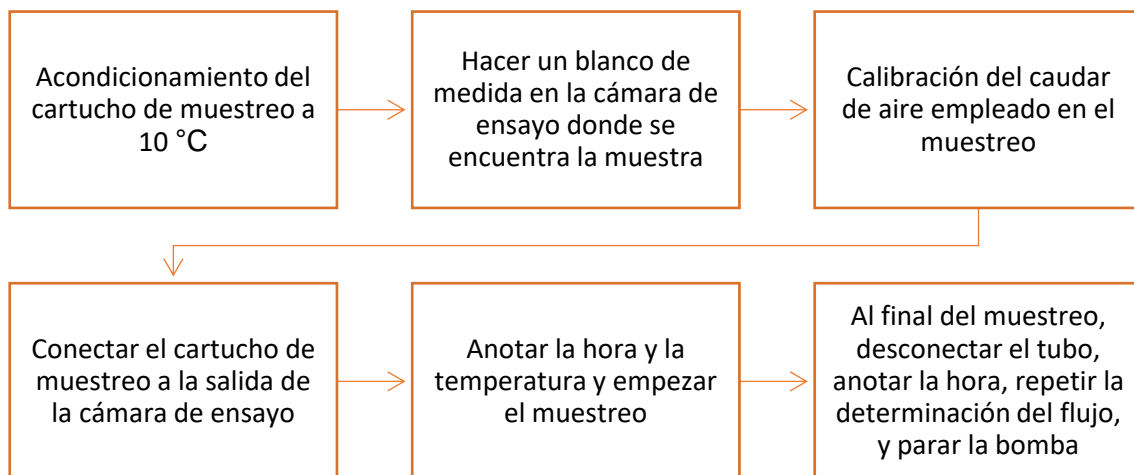 Acondicionamiento del
cartucho de muestreo a
10 °C
Hacer un blanco de
medida en la cámara de
ensayo donde se
encuentra la muestra
Calibración del caudar
de aire empleado en el
muestreo
Conectar el cartucho de
muestreo a la salida de
la cámara de ensayo
Anotar la hora y la
temperatura y empezar
el muestreo
Al final del muestreo,
desconectar el tubo,
anotar la hora, repetir la
determinación del flujo,
y parar la bomba